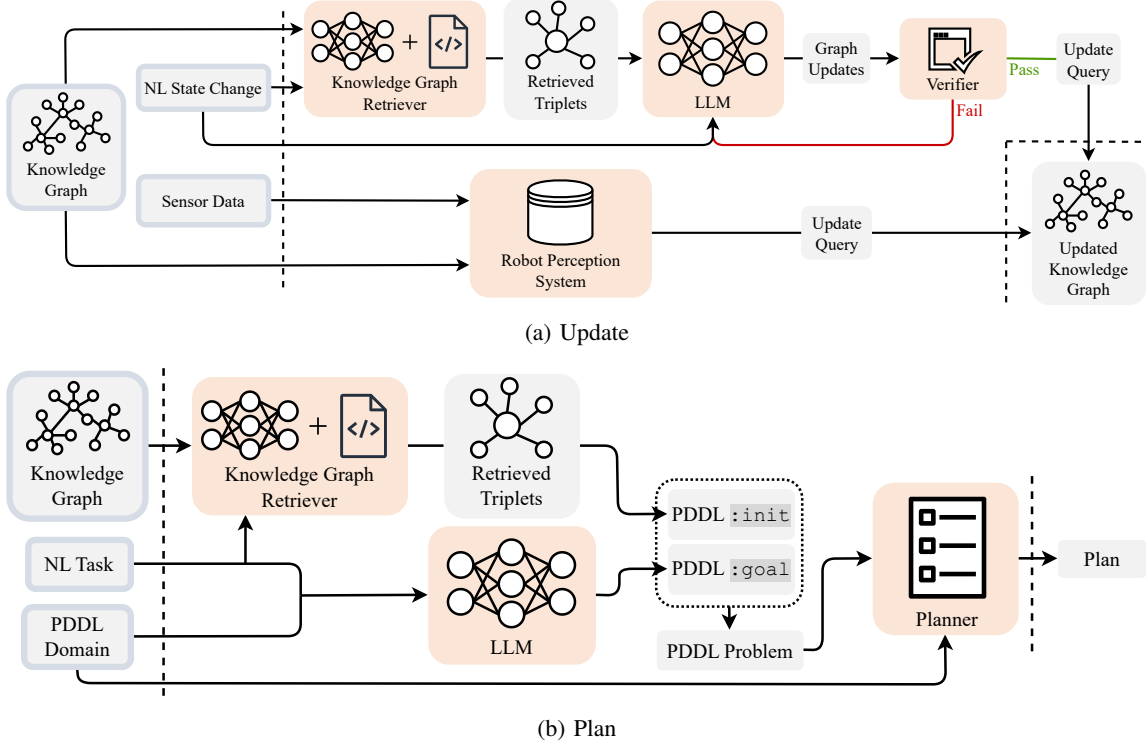 Knowledge
Graph
NL State Change
Sensor Data
</>
+
Knowledge Graph
Retriever
Retrieved
Triplets
LLM
Graph
Updates
Verifier
Pass
Fail
Update
Query
Robot Perception
System
Update
Query
Updated
Knowledge
Graph
(a) Update
Knowledge
Graph
NL Task
PDDL
Domain
+
</>
Knowledge Graph
Retriever
Retrieved
Triplets
LLM
PDDL :init
PDDL :goal
PDDL Problem
Planner
Plan
(b) Plan